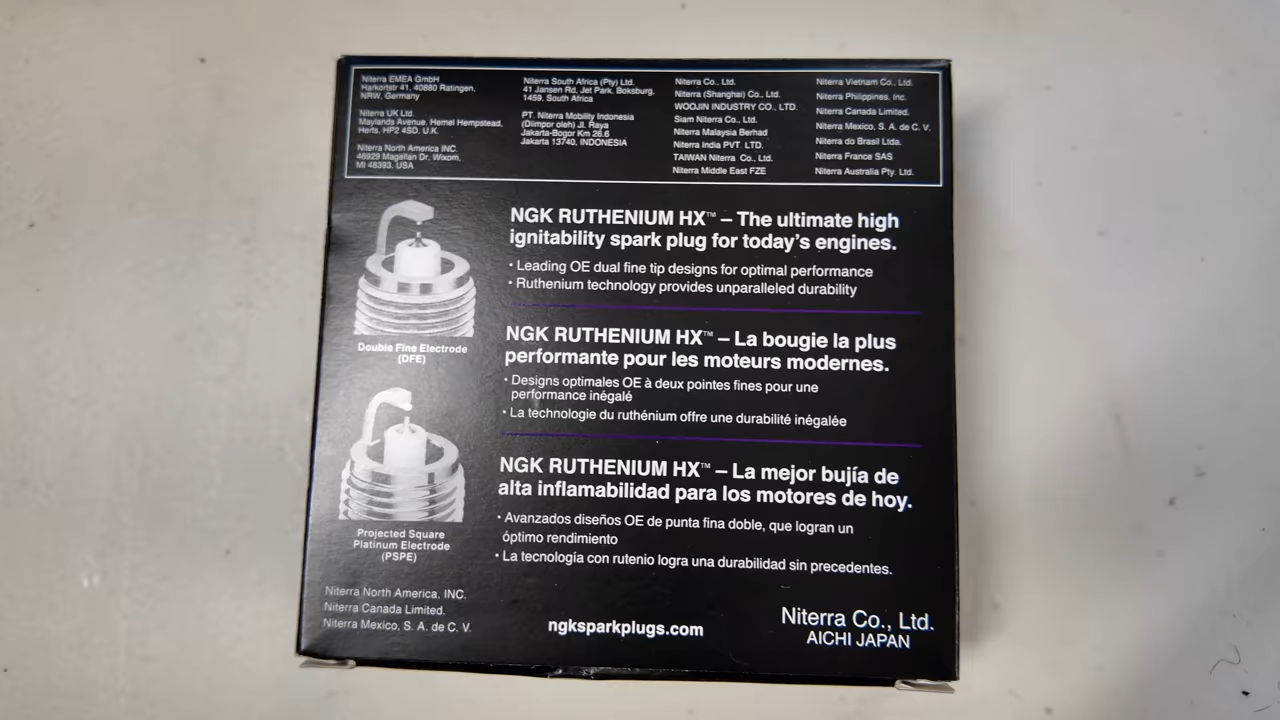 Niterra EMEA GmbH
Harkortstr 41, 40880 Ratingen,
NRW, Germany
Niterra UK Ltd.
Maylands Avenue, Hemel Hempstead,
Herts, HP2 4SD, U.K.
Niterra North America INC.
46929 Magellan Dr, Wixom,
MI 48393, USA
Niterra South Africa (Pty) Ltd.
41 Jansen Rd, Jet Park, Boksburg,
1459, South Africa
PT. Niterra Mobility Indonesia
(Diimpor oleh) Jl. Raya
Jakarta-Bogor Km 26.6
Jakarta 13740, INDONESIA
Niterra Co., Ltd.
Niterra (Shanghai) Co., Ltd.
WOOJIN INDUSTRY CO., LTD.
Siam Niterra Co., Ltd.
Niterra Malaysia Berhad
Niterra India PVT. LTD.
TAIWAN Niterra Co., Ltd.
Niterra Middle East FZE
Niterra Vietnam Co., Ltd.
Niterra Philippines, Inc.
Niterra Canada Limited.
Niterra Mexico, S. A. de C. V.
Niterra do Brasil Ltda.
Niterra France SAS
Niterra Australia Pty. Ltd.
Double Fine Electrode
(DFE)
Projected Square
Platinum Electrode
(PSPE)
NGK RUTHENIUM HX™ – The ultimate high
ignitability spark plug for today's engines.
• Leading OE dual fine tip designs for optimal performance
• Ruthenium technology provides unparalleled durability
NGK RUTHENIUM HX™ – La bougie la plus
performante pour les moteurs modernes.
• Designs optimales OE à deux pointes fines pour une
performance inégalé
• La technologie du ruthénium offre une durabilité inégalée
NGK RUTHENIUM HX™ – La mejor bujía de
alta inflamabilidad para los motores de hoy.
• Avanzados diseños OE de punta fina doble, que logran un
óptimo rendimiento
• La tecnología con rutenio logra una durabilidad sin precedentes.
Niterra North America, INC.
Niterra Canada Limited.
Niterra Mexico, S. A. de C. V.
ngksparkplugs.com
Niterra Co., Ltd.
AICHI JAPAN